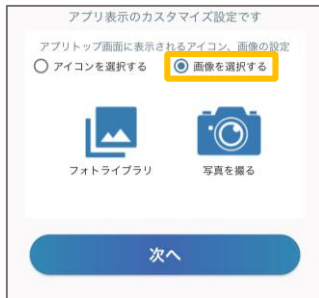 アプリ表示のカスタマイズ設定です
アプリトップ画面に表示されるアイコン、画像の設定
アイコンを選択する 画像を選択する
フォトライブラリ 写真を撮る
次へ